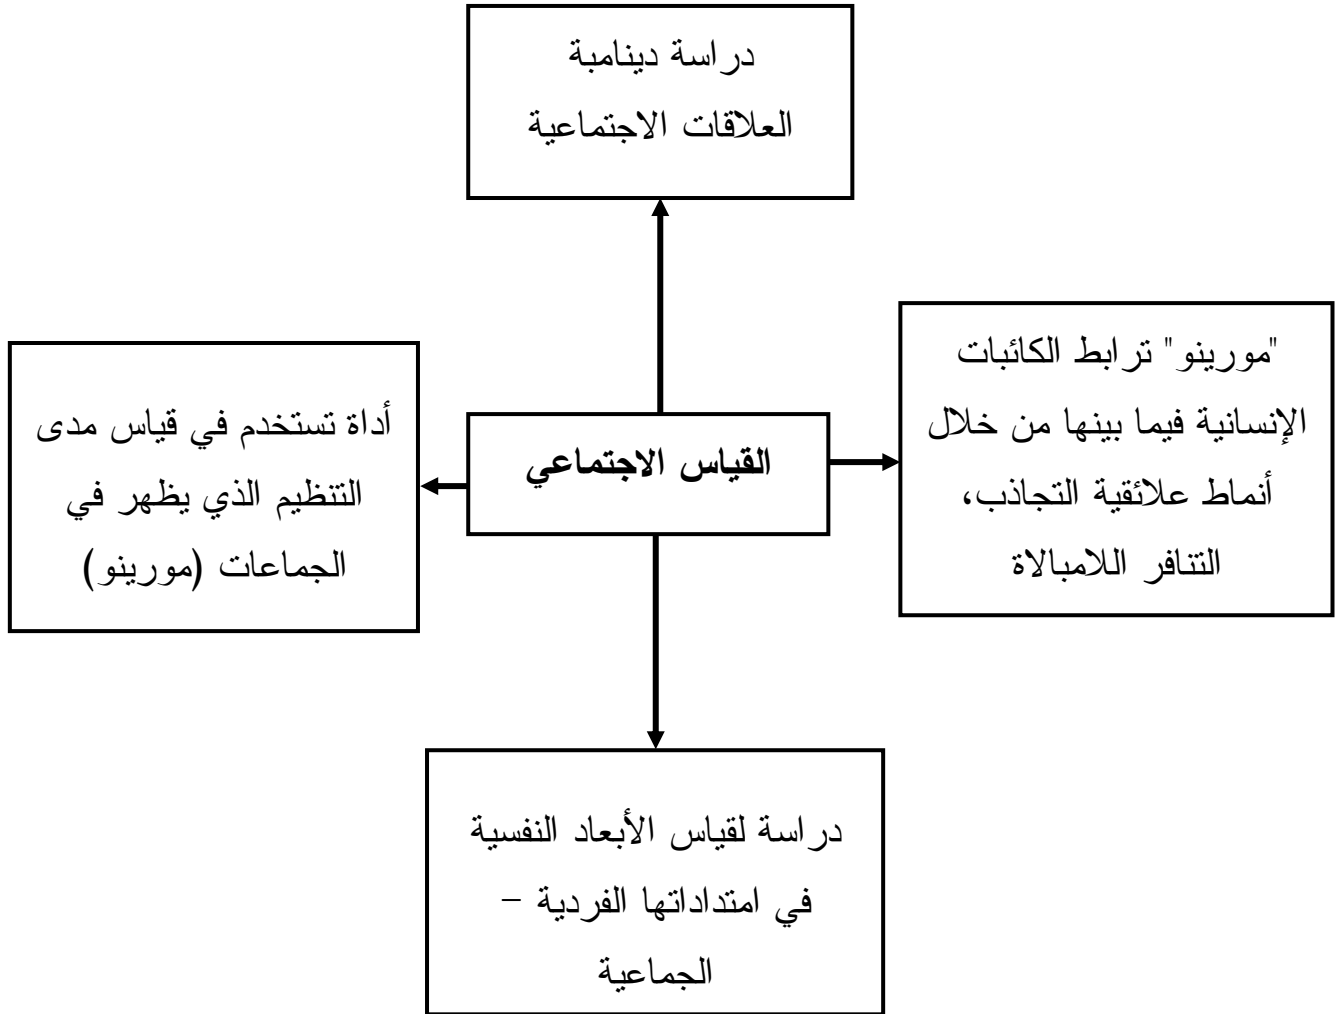 دراسة دينامبة
العلاقات الاجتماعية
"مورينو" ترابط الكائبات
الإنسانية فيما بينها من خلال
أنماط علائقية التجاذب،
التنافر اللامبالاة
القياس الاجتماعي
أداة تستخدم في قياس مدى
التنظيم الذي يظهر في
الجماعات (مورينو)
دراسة لقياس الأبعاد النفسية
في امتداداتها الفردية –
الجماعية